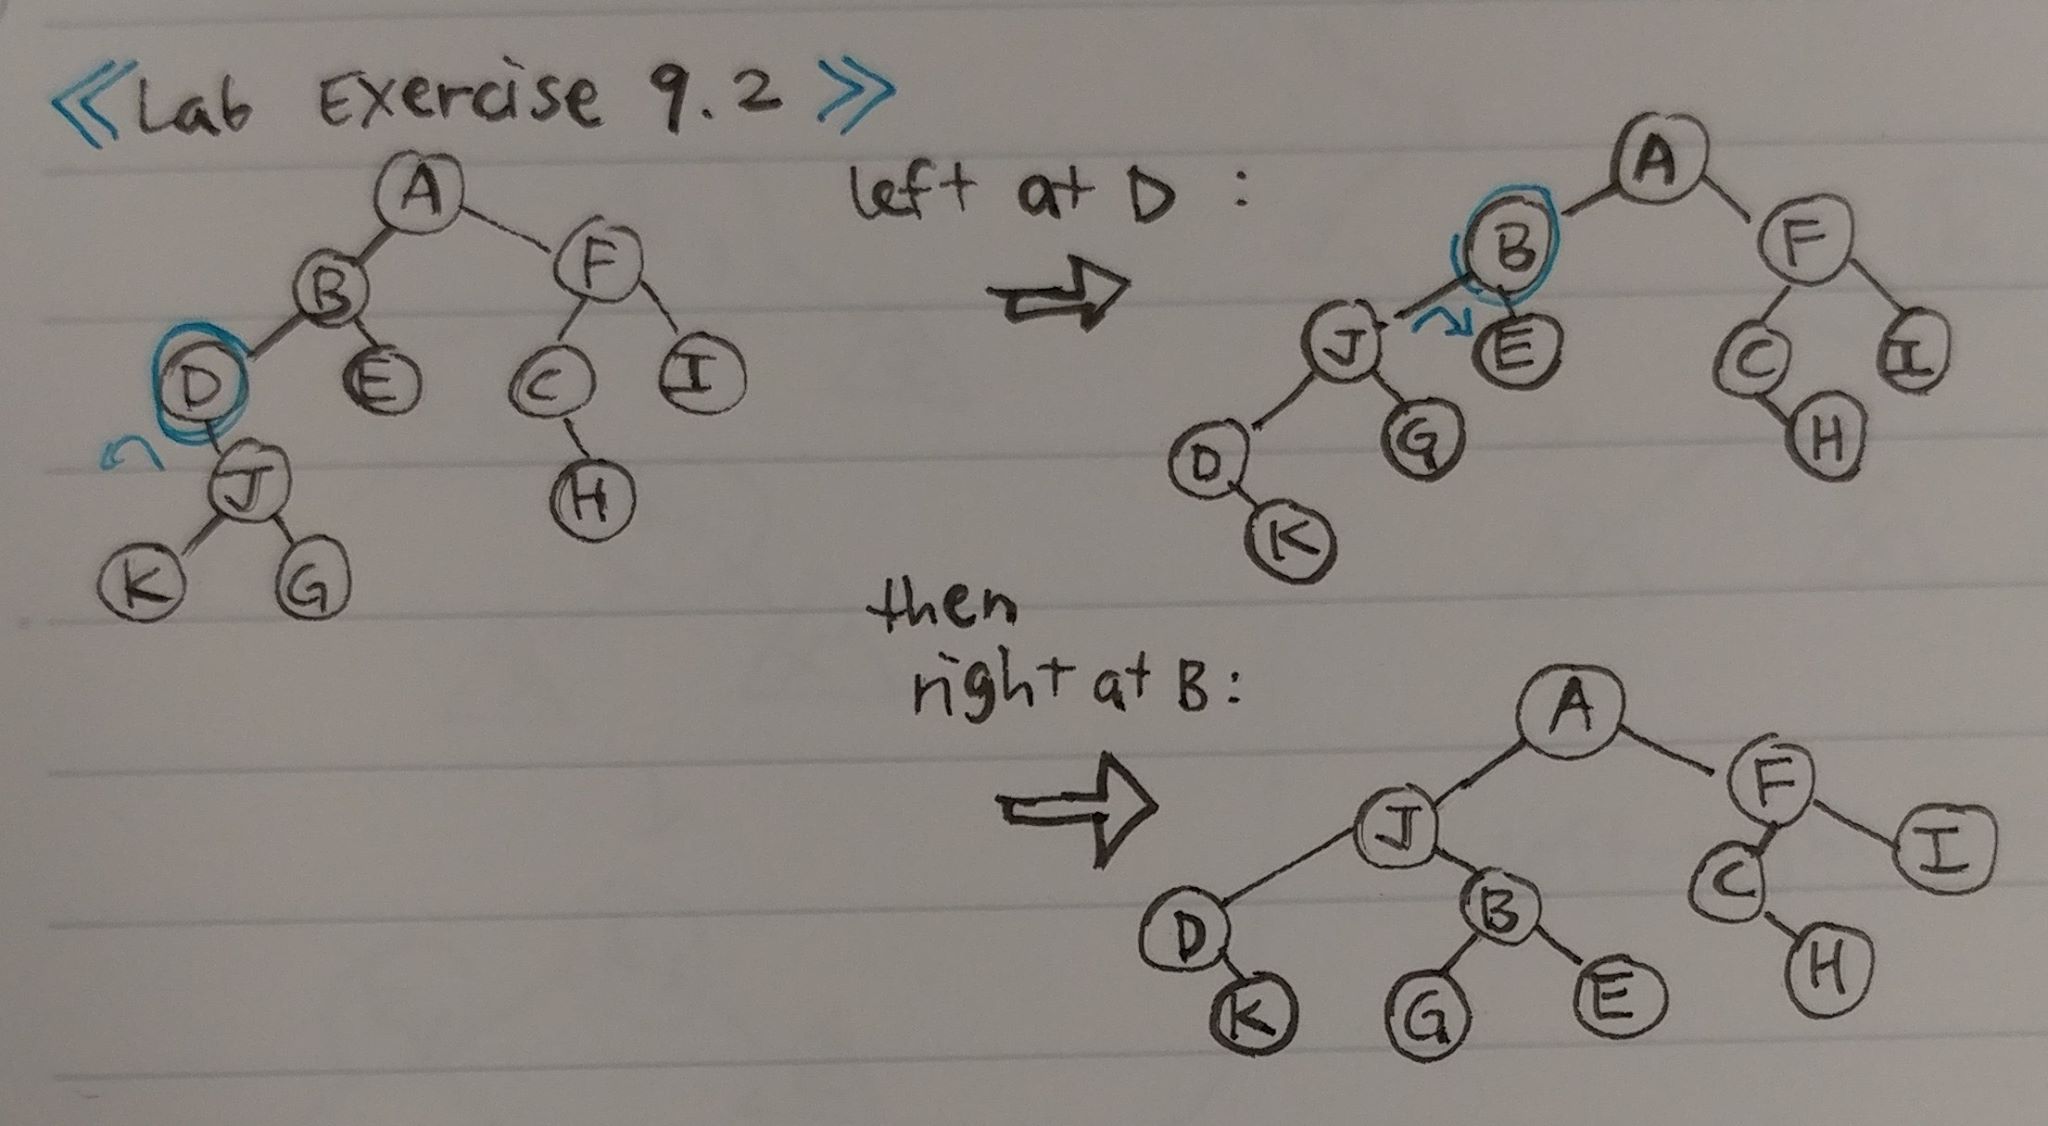 ≪Lab Exercise 9.2≫
A
B F
D E C I
J H
K G
left at D :
A
B F
J E C I
D G H
K
then
right at B:
A
J F
D B C I
K G E H